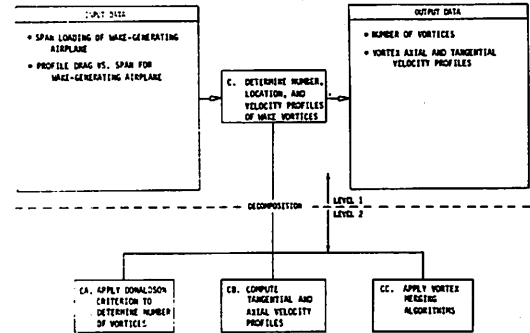 INPUT DATA
• SPAN LOADING OF WAKE-GENERATING
AIRPLANE
• PROFILE DRAG VS. SPAN FOR
WAKE-GENERATING AIRPLANE
C. DETERMINE NUMBER,
LOCATION, AND
VELOCITY PROFILES
OF WAKE VORTICES
OUTPUT DATA
• NUMBER OF VORTICES
• VORTEX AXIAL AND TANGENTIAL
VELOCITY PROFILES
DECOMPOSITION
LEVEL 1
LEVEL 2
CA. APPLY DONALDSON
CRITERION TO
DETERMINE NUMBER
OF VORTICES
CB. COMPUTE
TANGENTIAL AND
AXIAL VELOCITY
PROFILES
CC. APPLY VORTEX
MERGING
ALGORITHMS